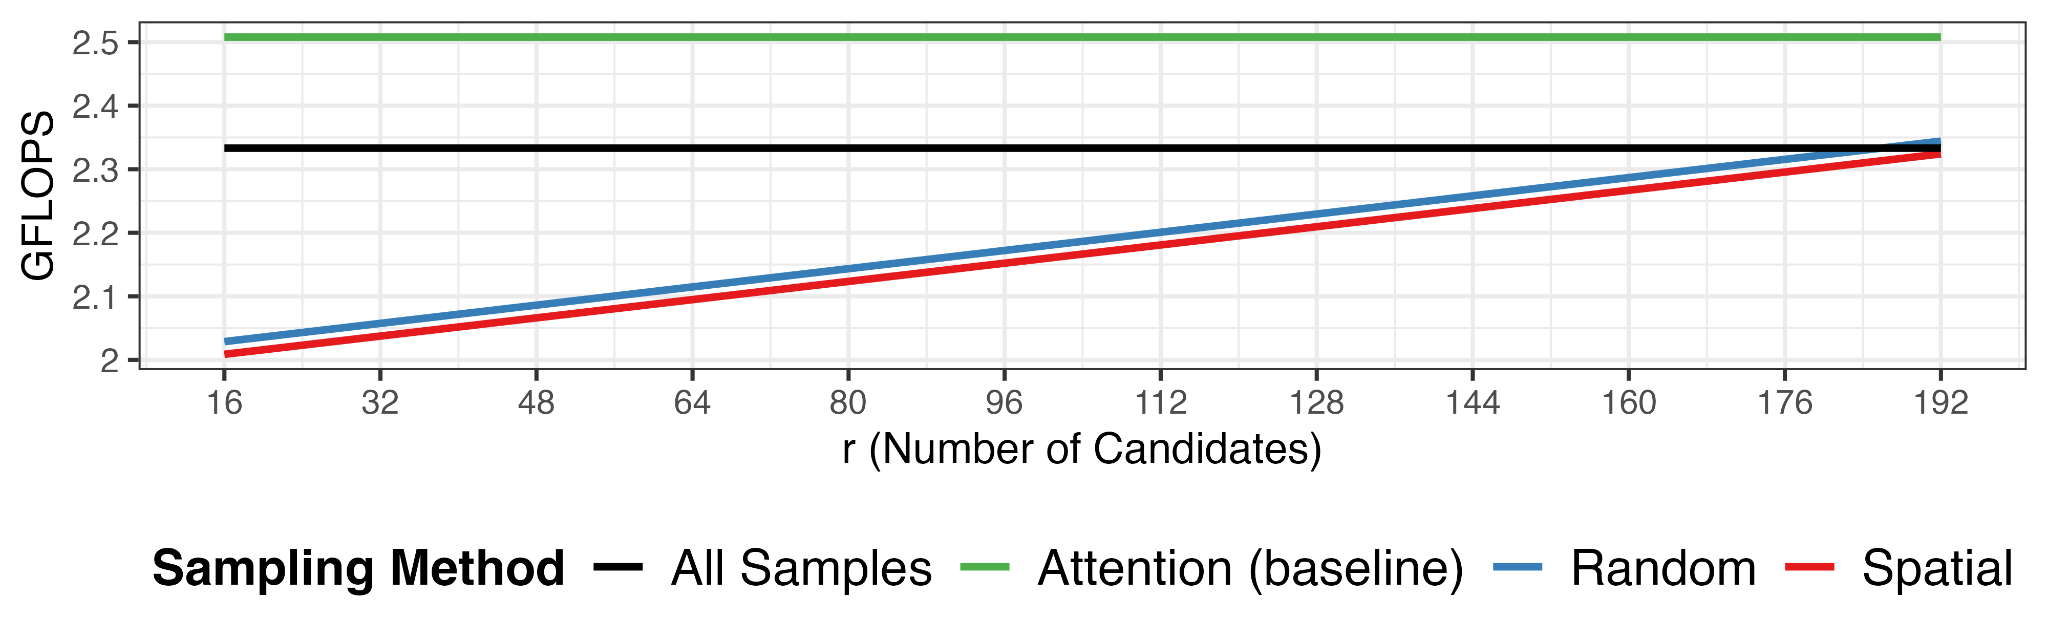 GFLOPS
2.5
2.4
2.3
2.2
2.1
2
16 32 48 64 80 96 112 128 144 160 176 192
r (Number of Candidates)
Sampling Method All Samples Attention (baseline) Random Spatial